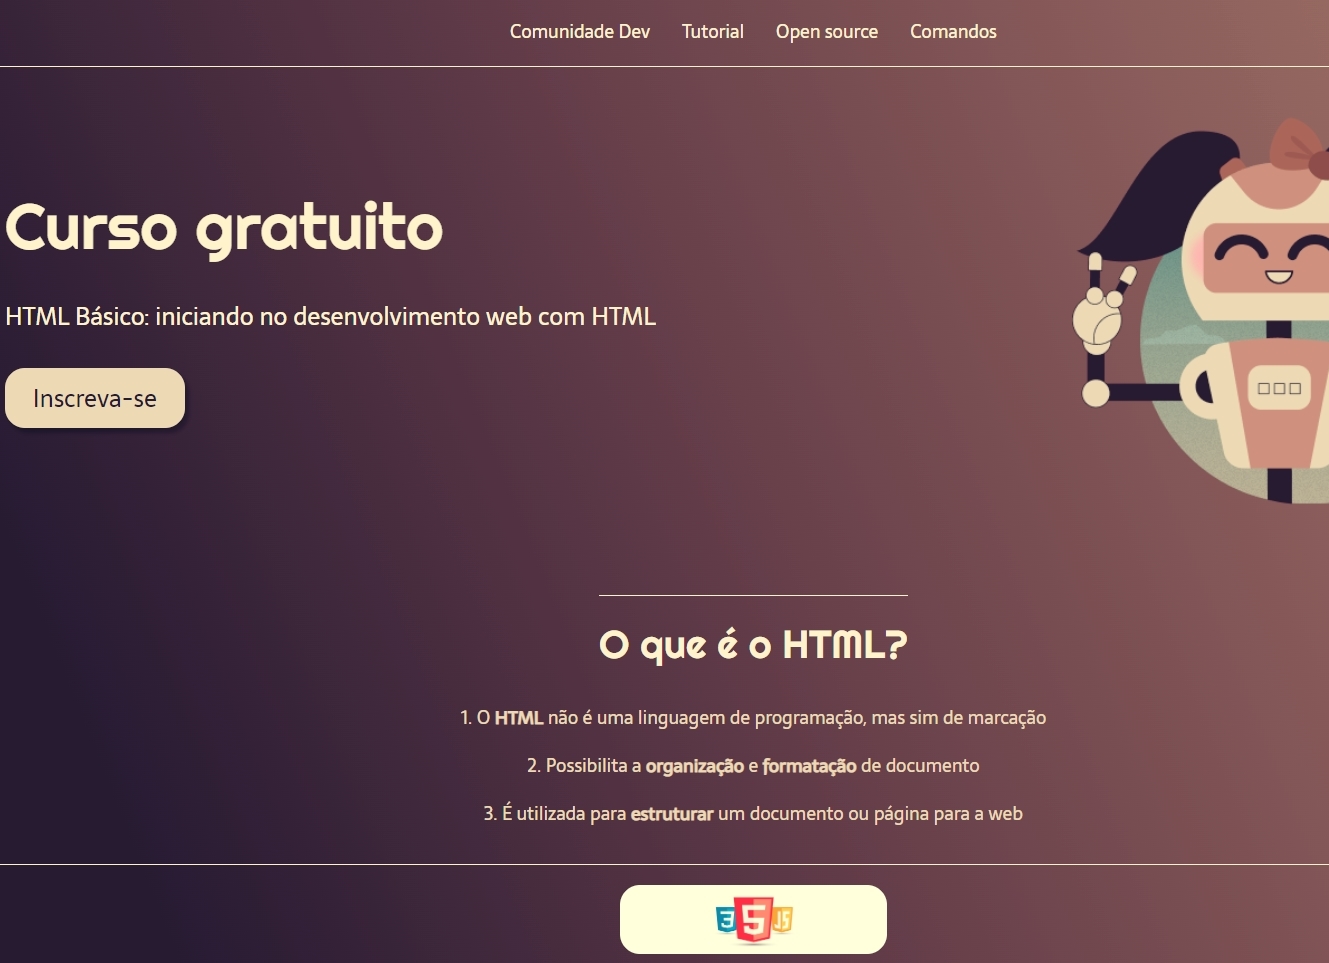 Comunidade Dev Tutorial Open source Comandos
Curso gratuito
HTML Básico: iniciando no desenvolvimento web com HTML
Inscreva-se
O que é o HTML?
1. O HTML não é uma linguagem de programação, mas sim de marcação
2. Possibilita a organização e formatação de documento
3. É utilizada para estruturar um documento ou página para a web
3 5 JS